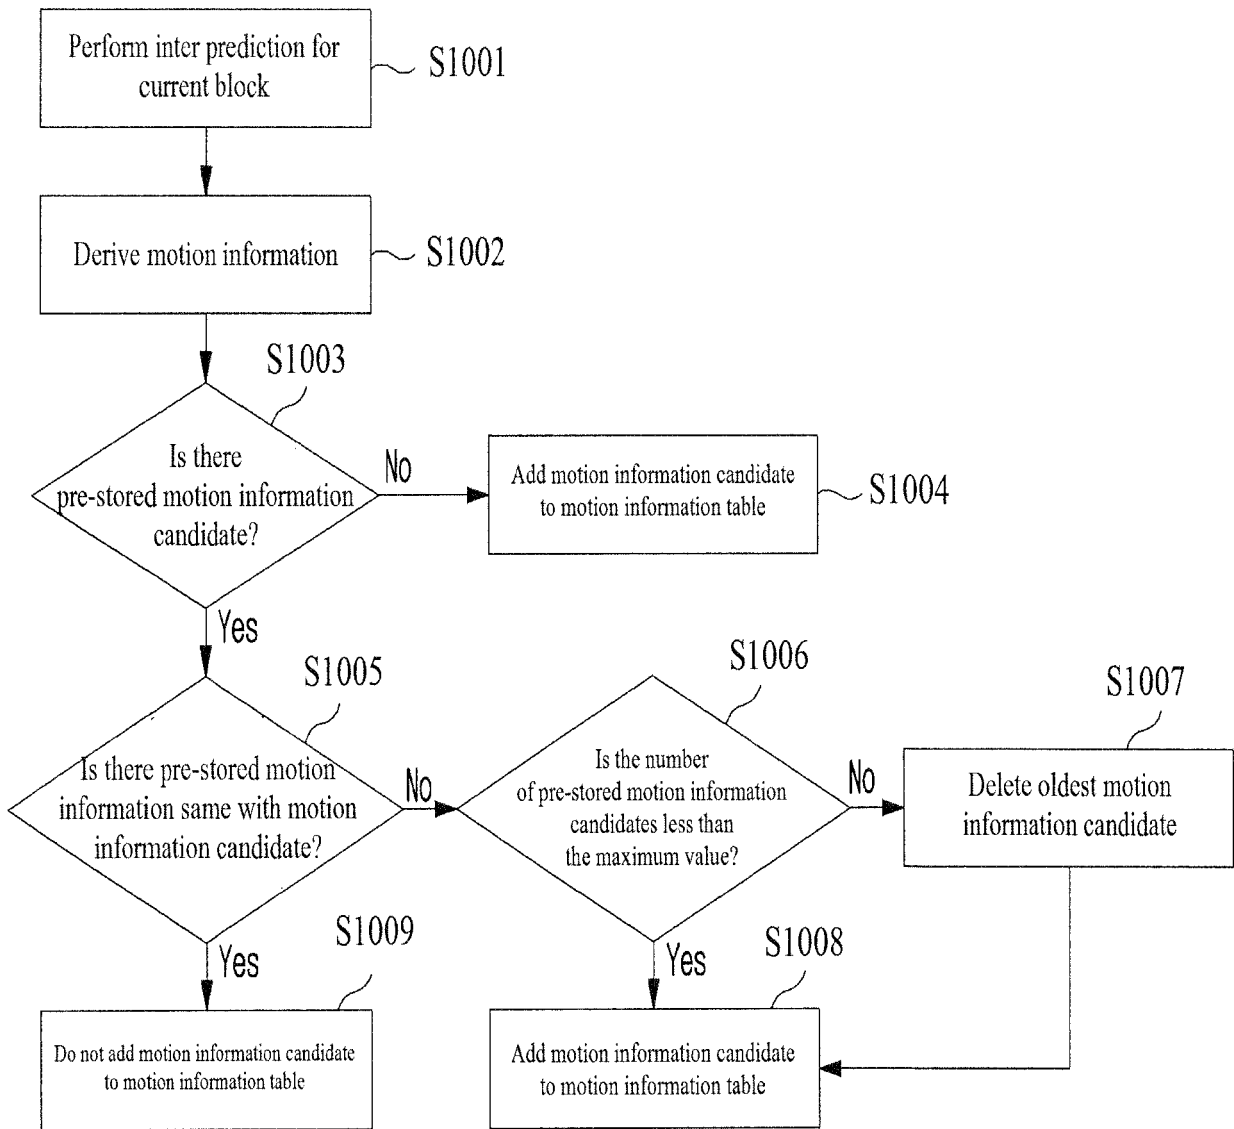 Perform inter prediction for
current block
S1001
Derive motion information
S1002
S1003
Is there
pre-stored motion information
candidate?
No
Add motion information candidate
to motion information table
S1004
Yes
S1005
Is there pre-stored motion
information same with motion
information candidate?
No
S1006
Is the number
of pre-stored motion information
candidates less than
the maximum value?
No
S1007
Delete oldest motion
information candidate
Yes
S1009
Do not add motion information candidate
to motion information table
Yes
S1008
Add motion information candidate
to motion information table